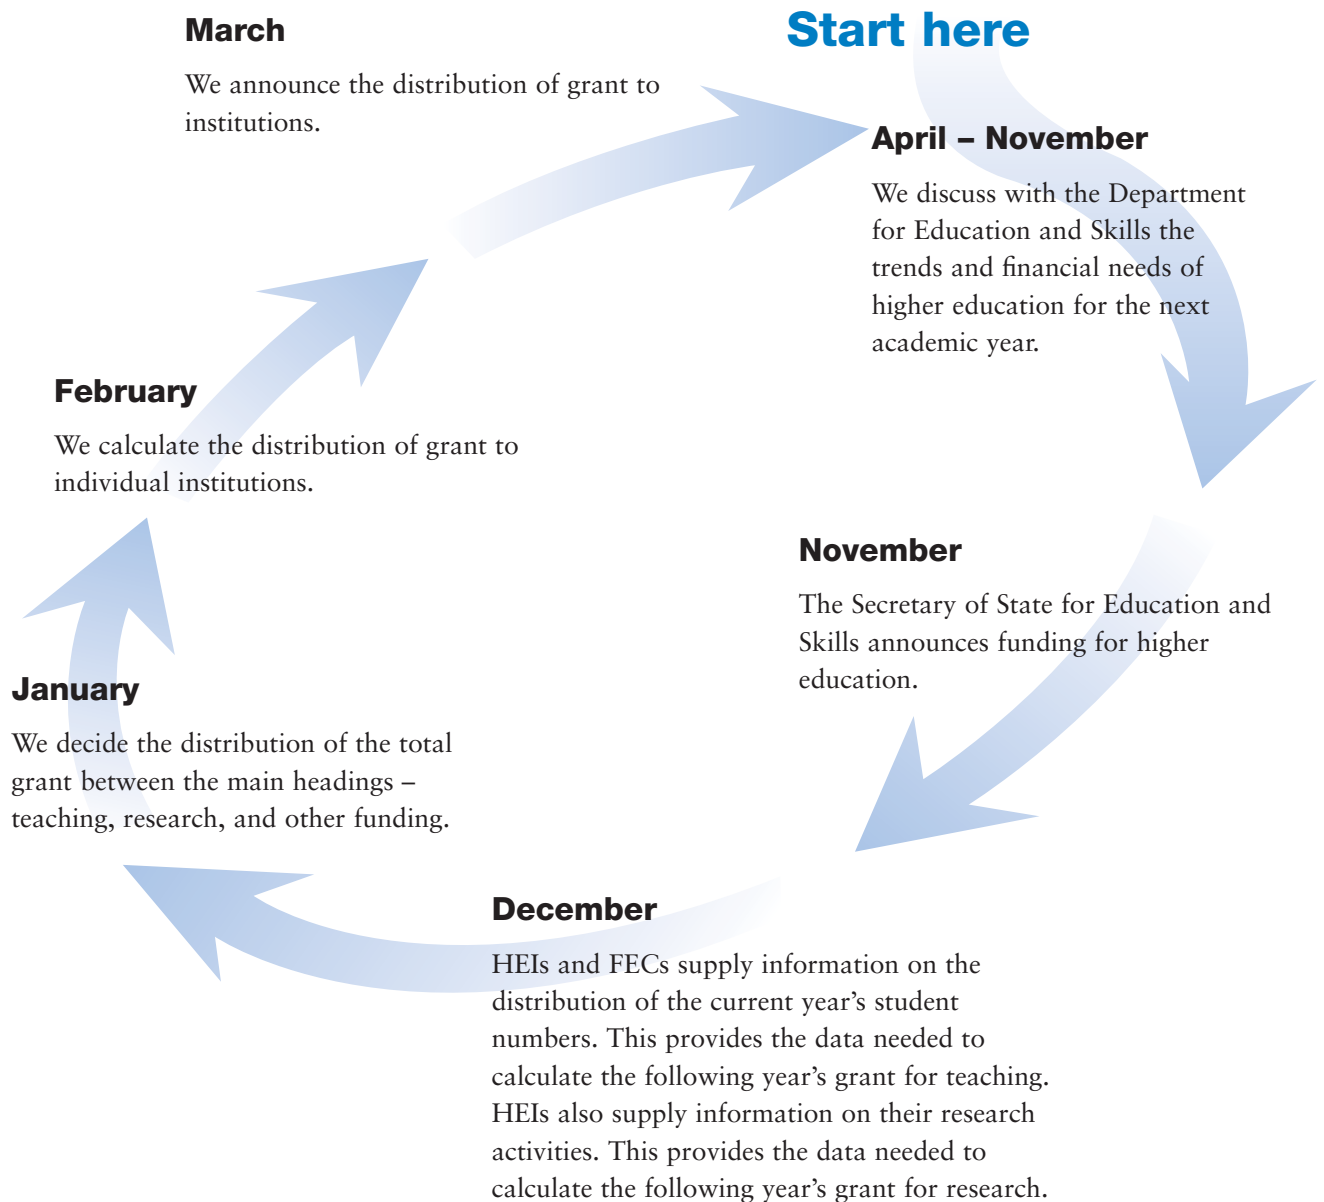 Start here
April – November
We discuss with the Department
for Education and Skills the
trends and financial needs of
higher education for the next
academic year.
November
The Secretary of State for Education and
Skills announces funding for higher
education.
December
HEIs and FECs supply information on the
distribution of the current year’s student
numbers. This provides the data needed to
calculate the following year’s grant for teaching.
HEIs also supply information on their research
activities. This provides the data needed to
calculate the following year’s grant for research.
January
We decide the distribution of the total
grant between the main headings –
teaching, research, and other funding.
February
We calculate the distribution of grant to
individual institutions.
March
We announce the distribution of grant to
institutions.